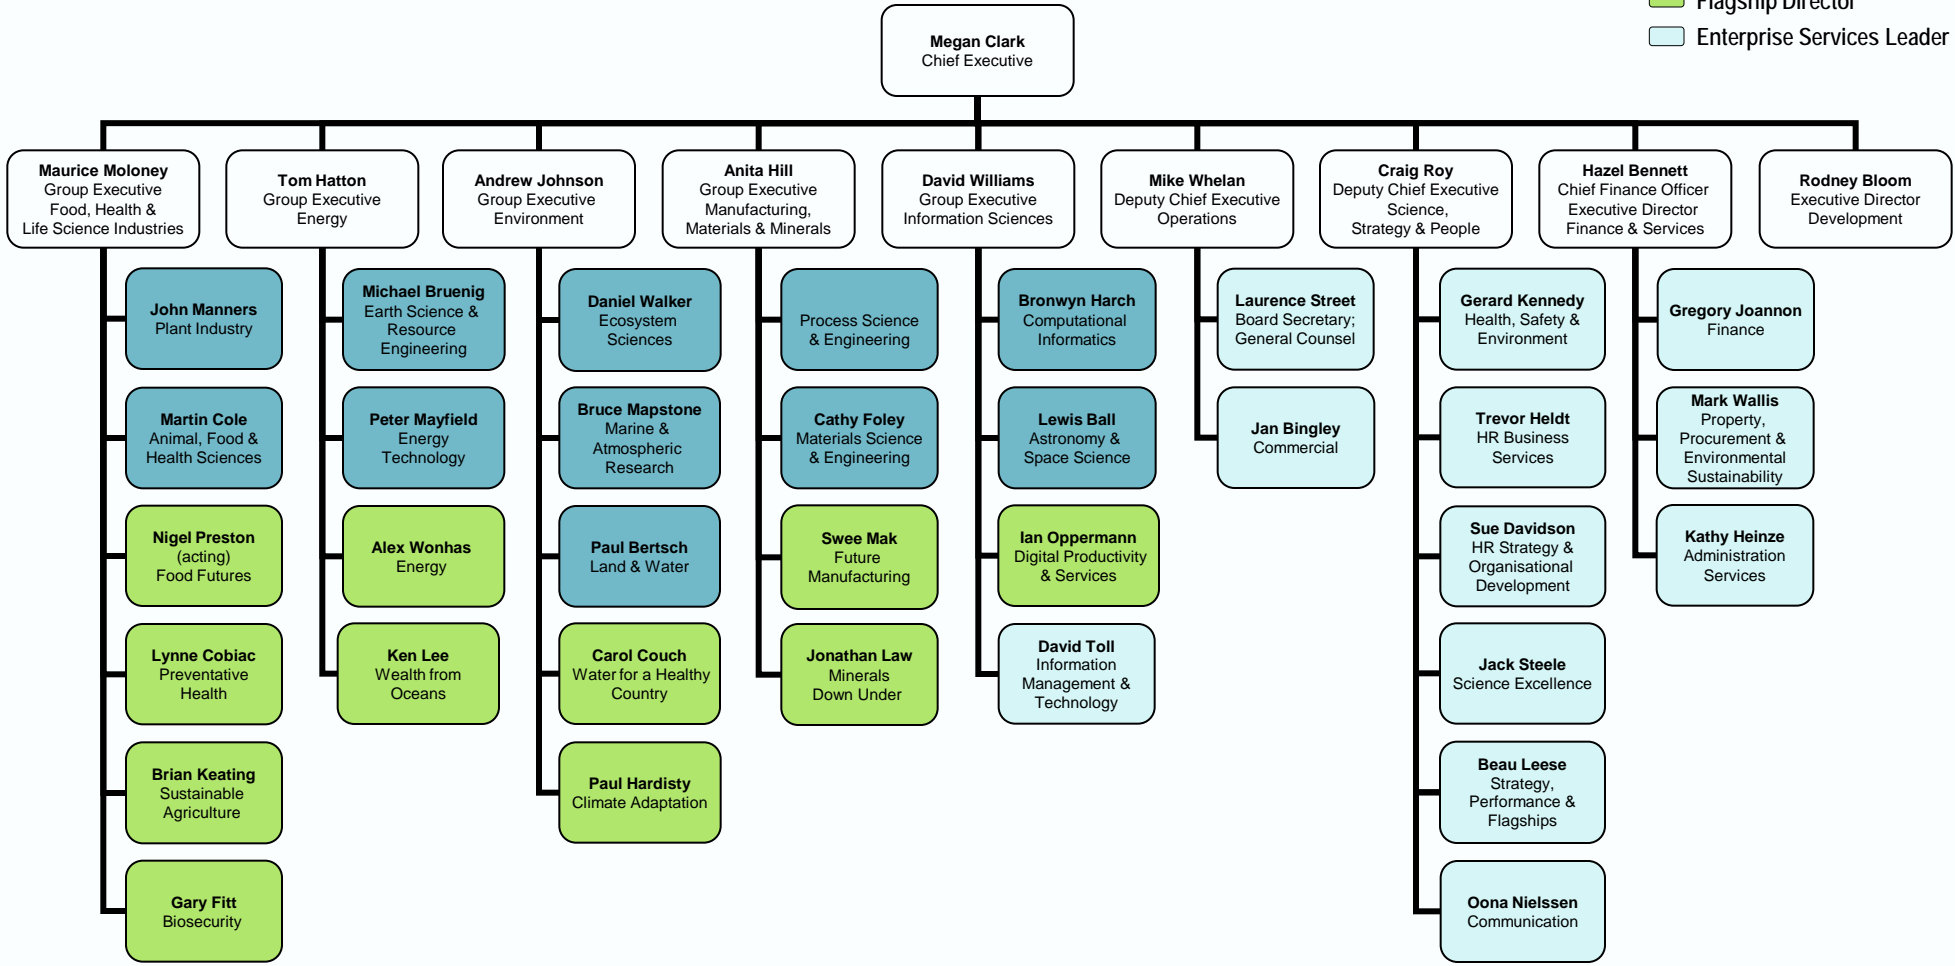 Flagship Director
Enterprise Services Leader
Megan Clark
Chief Executive
Maurice Moloney
Group Executive
Food, Health &
Life Science Industries
Tom Hatton
Group Executive
Energy
Andrew Johnson
Group Executive
Environment
Anita Hill
Group Executive
Manufacturing,
Materials & Minerals
David Williams
Group Executive
Information Sciences
Mike Whelan
Deputy Chief Executive
Operations
Craig Roy
Deputy Chief Executive
Science,
Strategy & People
Hazel Bennett
Chief Finance Officer
Executive Director
Finance & Services
Rodney Bloom
Executive Director
Development
John Manners
Plant Industry
Martin Cole
Animal, Food &
Health Sciences
Nigel Preston
(acting)
Food Futures
Lynne Cobiac
Preventative
Health
Brian Keating
Sustainable
Agriculture
Gary Fitt
Biosecurity
Michael Bruenig
Earth Science &
Resource
Engineering
Peter Mayfield
Energy
Technology
Alex Wonhas
Energy
Ken Lee
Wealth from
Oceans
Daniel Walker
Ecosystem
Sciences
Bruce Mapstone
Marine &
Atmospheric
Research
Paul Bertsch
Land & Water
Carol Couch
Water for a Healthy
Country
Paul Hardisty
Climate Adaptation
Process Science
& Engineering
Cathy Foley
Materials Science
& Engineering
Swee Mak
Future
Manufacturing
Jonathan Law
Minerals
Down Under
Bronwyn Harch
Computational
Informatics
Lewis Ball
Astronomy &
Space Science
Ian Oppermann
Digital Productivity
& Services
David Toll
Information
Management &
Technology
Laurence Street
Board Secretary;
General Counsel
Jan Bingley
Commercial
Gerard Kennedy
Health, Safety &
Environment
Trevor Heldt
HR Business
Services
Sue Davidson
HR Strategy &
Organisational
Development
Jack Steele
Science Excellence
Beau Leese
Strategy,
Performance &
Flagships
Oona Nielssen
Communication
Gregory Joannon
Finance
Mark Wallis
Property,
Procurement &
Environmental
Sustainability
Kathy Heinze
Administration
Services